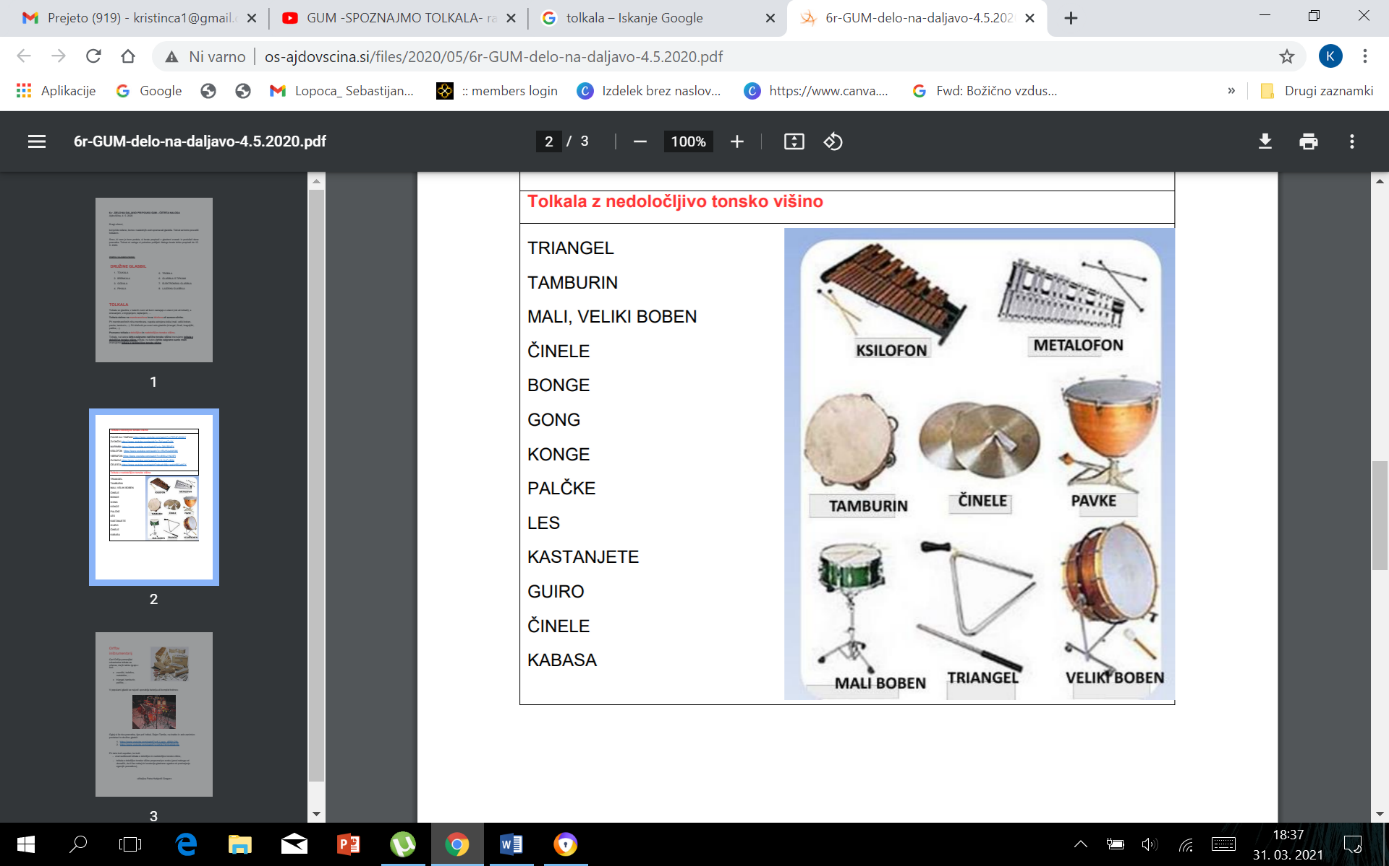 Prejeto (919) - kristinca1@gmail.c
GUM -SPOZNAJMO TOLKALA- ra
tolkala – Iskanje Google
6r-GUM-delo-na-daljavo-4.5.202
Ni varno
os-ajdovscina.si/files/2020/05/6r-GUM-delo-na-daljavo-4.5.2020.pdf
K
Aplikacije
Google
Lopoca_ Sebastijan...
:: members login
Izdelek brez naslov...
https://www.canva....
Fwd: Božično vzdus...
»
Drugi zaznamki
6r-GUM-delo-na-daljavo-4.5.2020.pdf
2 / 3
100%
TOLKALA
1
2
3
Tolkala z nedoločljivo tonsko višino
TRIANGEL
TAMBURIN
MALI, VELIKI BOBEN
ČINELE
BONGE
GONG
KONGE
PALČKE
LES
KASTANJETE
GUIRO
ČINELE
KABASA
KSILOFON
METALOFON
TAMBURIN
ČINELE
PAVKE
MALI BOBEN
TRIANGEL
VELIKI BOBEN
18:37
31. 03. 2021